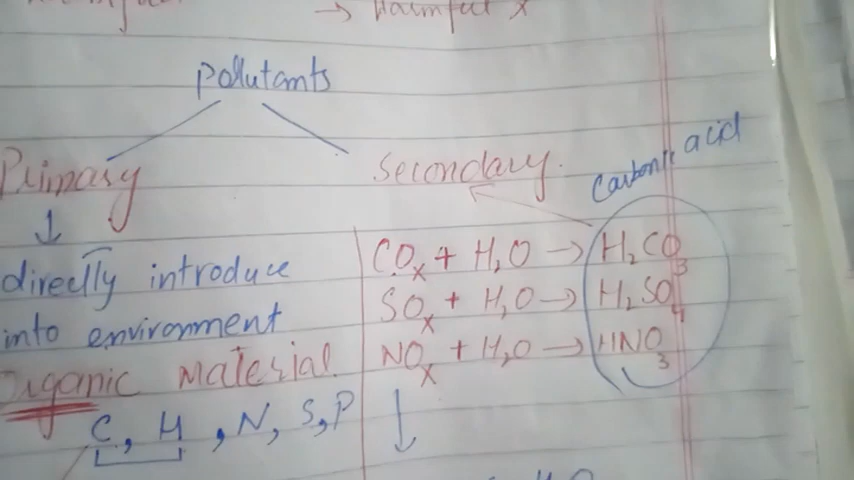 → Harmful x
Pollutants
Primary
↓
directly introduce
into environment
Organic Material
C, H, N, S, P
Secondary.
Carbonic acid
COx + H2O → H2CO3
SOx + H2O → H2SO4
NOx + H2O → HNO3
↓